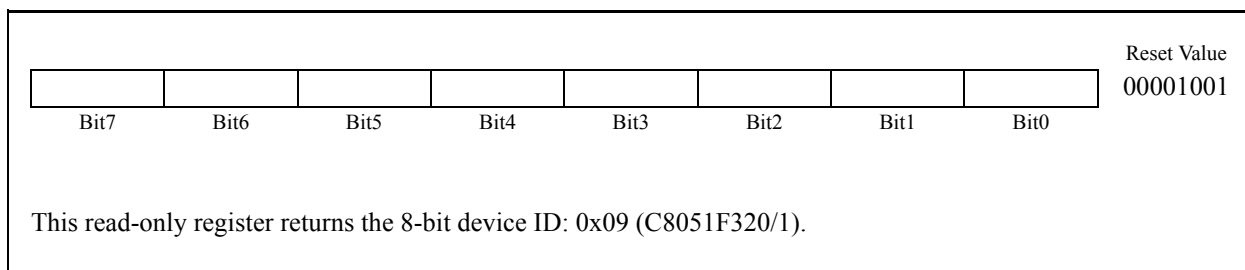 Reset Value
00001001
Bit7 Bit6 Bit5 Bit4 Bit3 Bit2 Bit1 Bit0
This read-only register returns the 8-bit device ID: 0x09 (C8051F320/1).